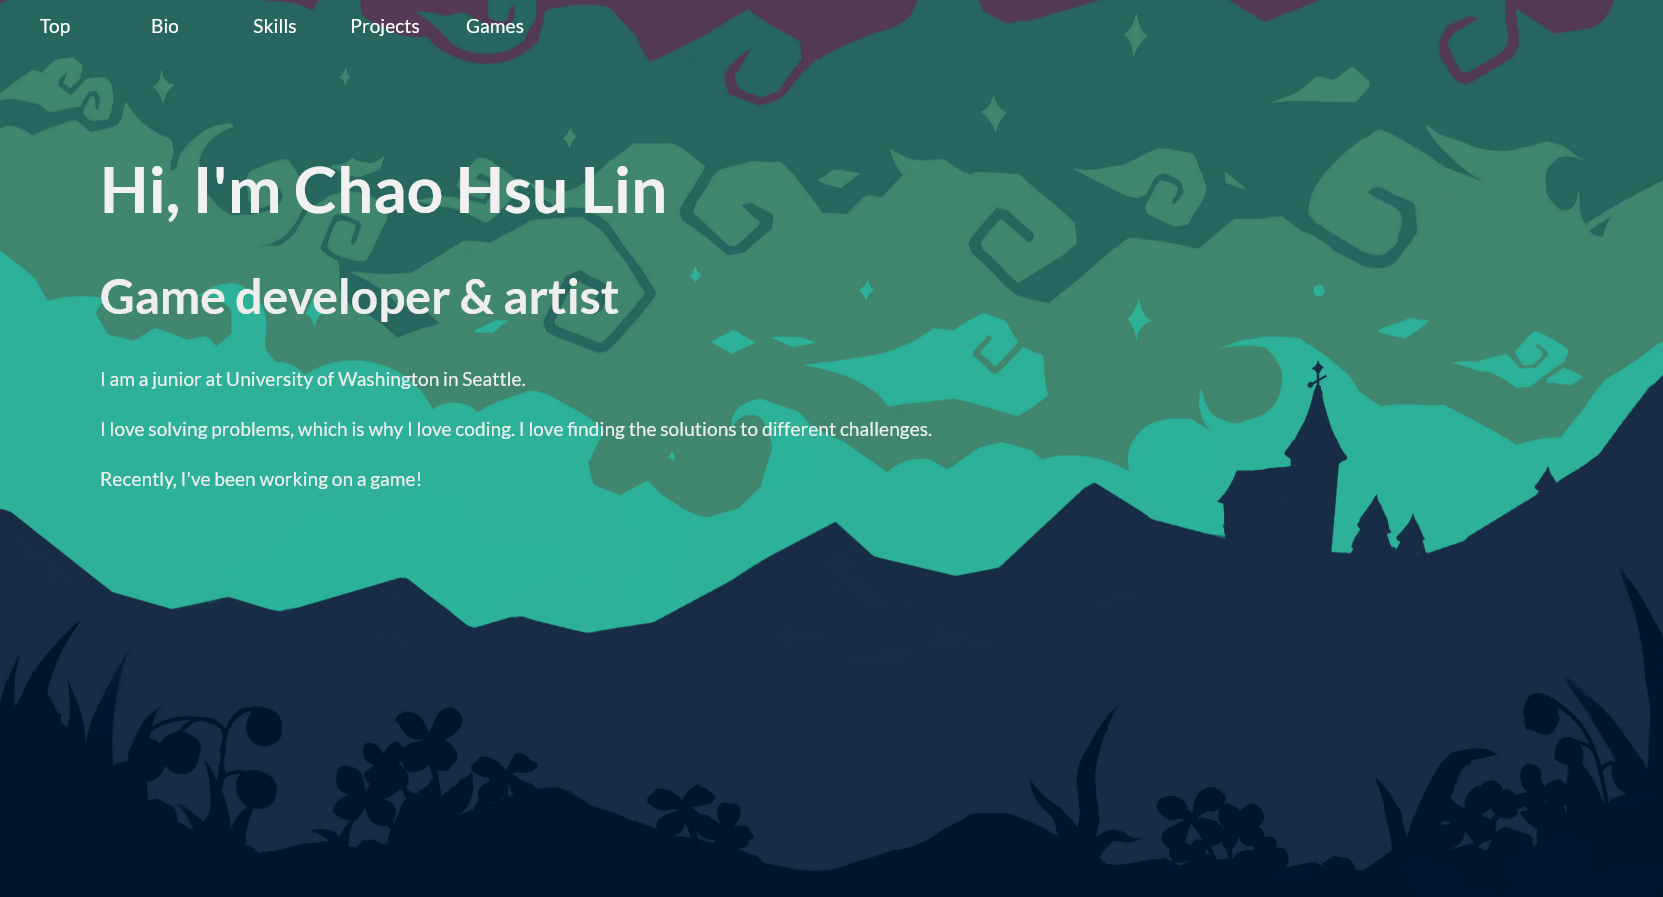 Top Bio Skills Projects Games
Hi, I'm Chao Hsu Lin
Game developer & artist
I am a junior at University of Washington in Seattle.
I love solving problems, which is why I love coding. I love finding the solutions to different challenges.
Recently, I've been working on a game!